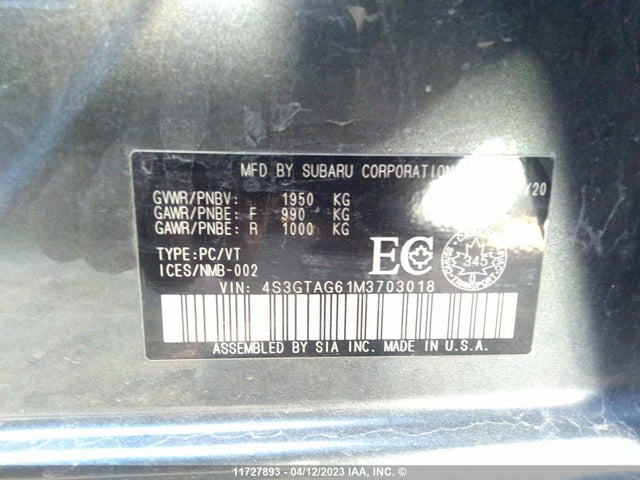 MFD BY SUBARU CORPORATION
20
GVWR/PNBV: 1950 KG
GAWR/PNBE: F 990 KG
GAWR/PNBE: R 1000 KG
TYPE:PC/VT
ICES/NMB-002
EC
345
VIN: 4S3GTAG61M3703018
ASSEMBLED BY SIA INC. MADE IN U.S.A.
11727893 - 04/12/2023 IAA, INC. ©